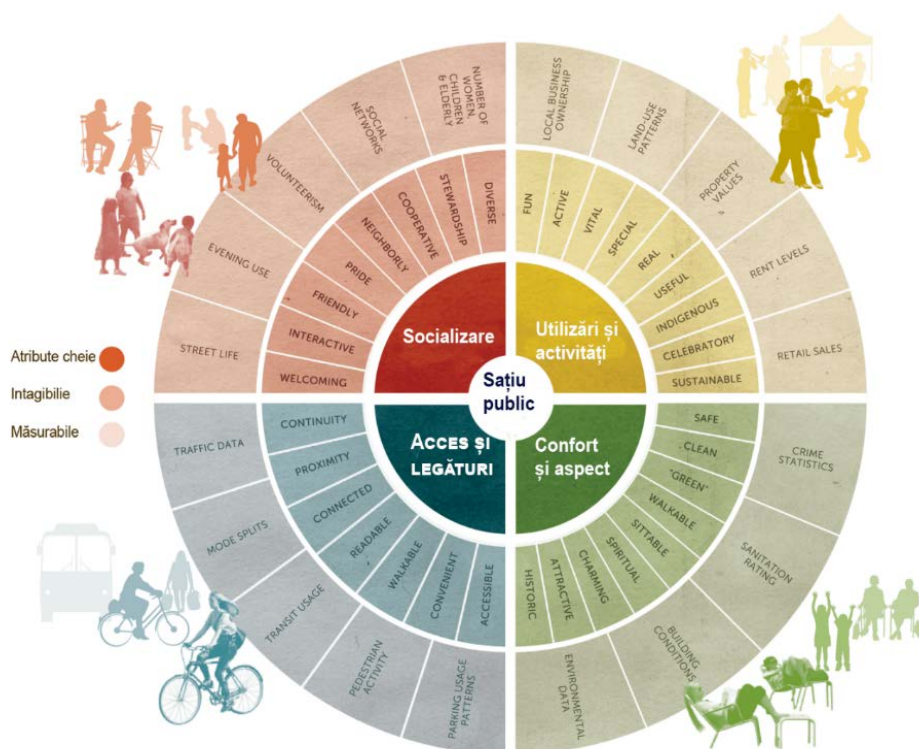 NUMBER OF
WOMEN,
CHILDREN
& ELDERLY
SOCIAL
NETWORKS
VOLUNTEERISM
EVENING USE
STREET LIFE
LOCAL BUSINESS
OWNERSHIP
LAND-USE
PATTERNS
PROPERTY
VALUES
RENT LEVELS
RETAIL SALES
DIVERSE
STEWARDSHIP
COOPERATIVE
NEIGHBORLY
PRIDE
FRIENDLY
INTERACTIVE
WELCOMING
FUN
ACTIVE
VITAL
SPECIAL
REAL
USEFUL
INDIGENOUS
CELEBRATORY
SUSTAINABLE
Socializare
Utilizări și
activități
Sațiu
public
Atribute cheie
Intagibilie
Măsurabile
ACCES ȘI
LEGĂTURI
Confort
și aspect
CONTINUITY
PROXIMITY
CONNECTED
READABLE
WALKABLE
CONVENIENT
ACCESSIBLE
SAFE
CLEAN
"GREEN"
WALKABLE
SITTABLE
SPIRITUAL
CHARMING
ATTRACTIVE
HISTORIC
TRAFFIC DATA
MODE SPLITS
TRANSIT USAGE
PEDESTRIAN
ACTIVITY
PARKING USAGE
PATTERNS
CRIME
STATISTICS
SANITATION
RATING
BUILDING
CONDITIONS
ENVIRONMENTAL
DATA